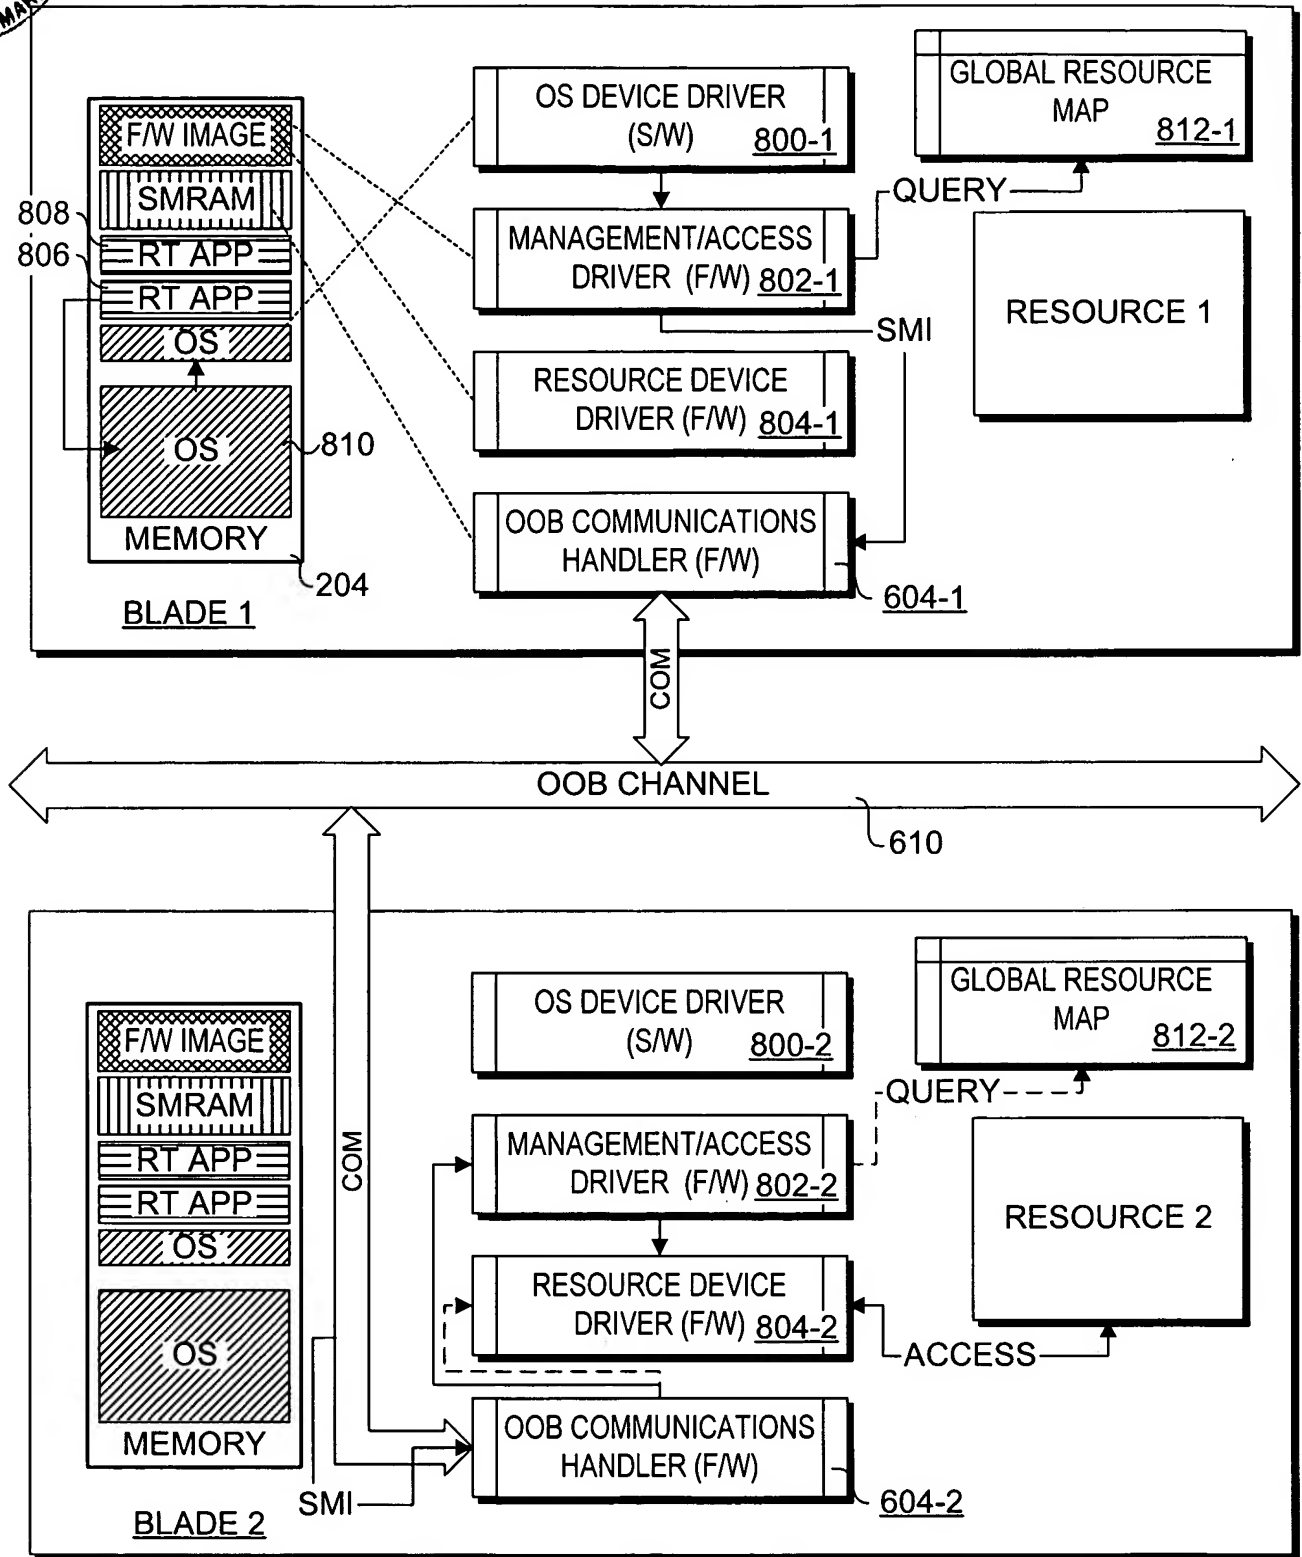 MAR
F/W IMAGE
SMRAM
808
RT APP
806
RT APP
OS
OS
810
MEMORY
204
BLADE 1
OS DEVICE DRIVER
(S/W)
800-1
MANAGEMENT/ACCESS
DRIVER (F/W) 802-1
RESOURCE DEVICE
DRIVER (F/W) 804-1
OOB COMMUNICATIONS
HANDLER (F/W)
604-1
GLOBAL RESOURCE
MAP
812-1
QUERY
RESOURCE 1
SMI
COM
OOB CHANNEL
610
COM
F/W IMAGE
SMRAM
RT APP
RT APP
OS
OS
MEMORY
BLADE 2
SMI
OS DEVICE DRIVER
(S/W)
800-2
MANAGEMENT/ACCESS
DRIVER (F/W) 802-2
RESOURCE DEVICE
DRIVER (F/W) 804-2
OOB COMMUNICATIONS
HANDLER (F/W)
604-2
GLOBAL RESOURCE
MAP
812-2
QUERY
RESOURCE 2
ACCESS